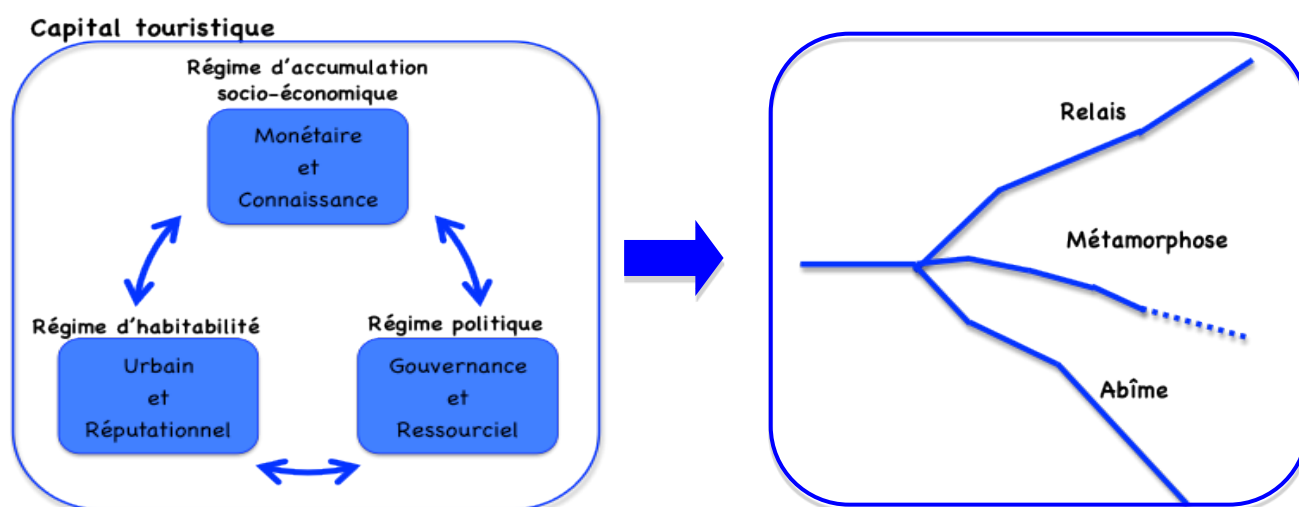 Capital touristique
Régime d'accumulation
socio-économique
Monétaire
et
Connaissance
Régime d'habitabilité
Urbain
et
Réputationnel
Régime politique
Gouvernance
et
Ressourciel
Relais
Métamorphose
Abîme